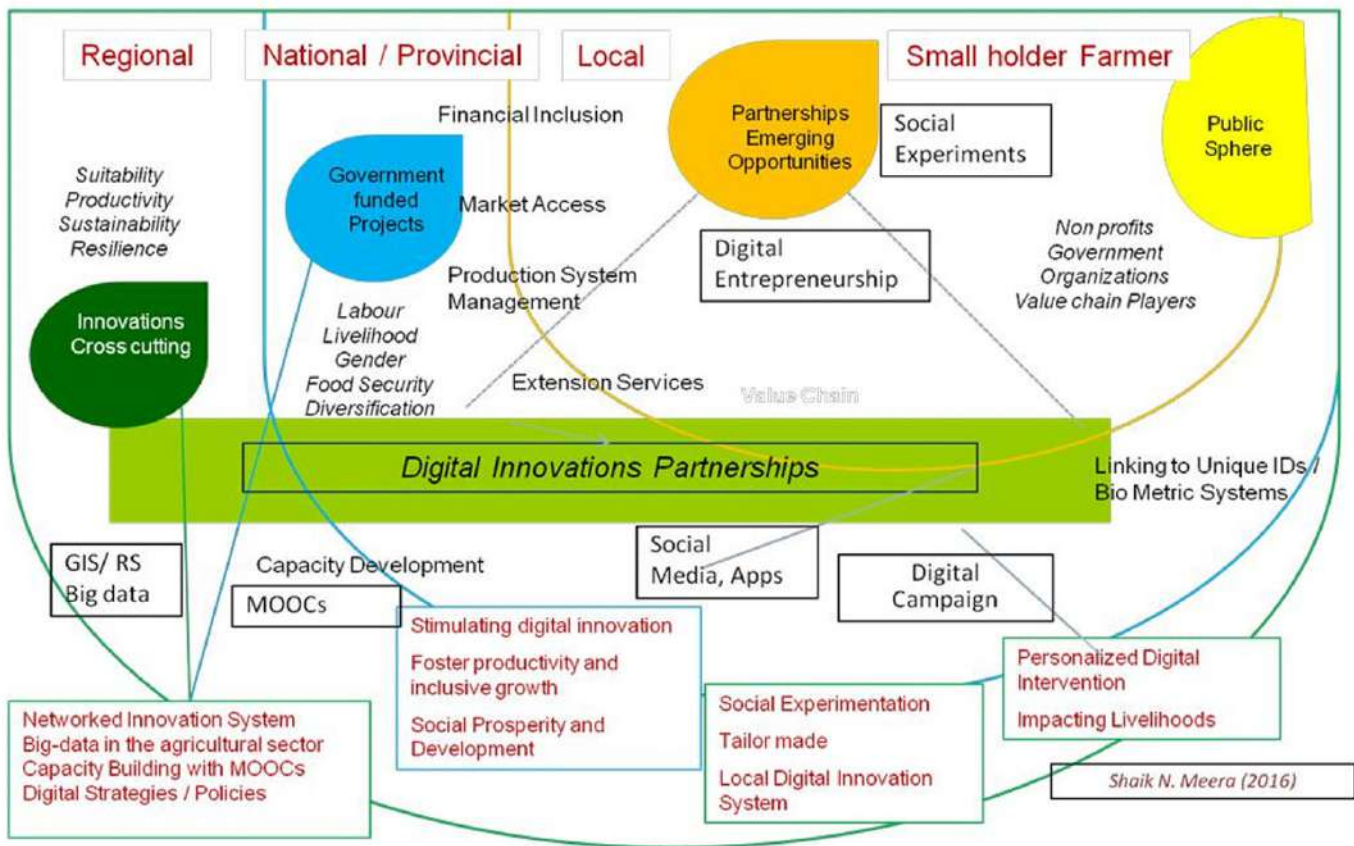 Regional
National / Provincial
Local
Small holder Farmer
Financial Inclusion
Partnerships
Emerging
Opportunities
Social
Experiments
Public
Sphere
Suitability
Productivity
Sustainability
Resilience
Government
funded
Projects
Market Access
Digital
Entrepreneurship
Non profits
Government
Organizations
Value chain Players
Production System
Management
Innovations
Cross cutting
Labour
Livelihood
Gender
Food Security
Diversification
Extension Services
Value Chain
Digital Innovations Partnerships
Linking to Unique IDs /
Bio Metric Systems
GIS/ RS
Big data
Capacity Development
MOOCs
Social
Media, Apps
Digital
Campaign
Stimulating digital innovation
Foster productivity and
inclusive growth
Social Prosperity and
Development
Personalized Digital
Intervention
Impacting Livelihoods
Networked Innovation System
Big-data in the agricultural sector
Capacity Building with MOOCs
Digital Strategies / Policies
Social Experimentation
Tailor made
Local Digital Innovation
System
Shaik N. Meera (2016)